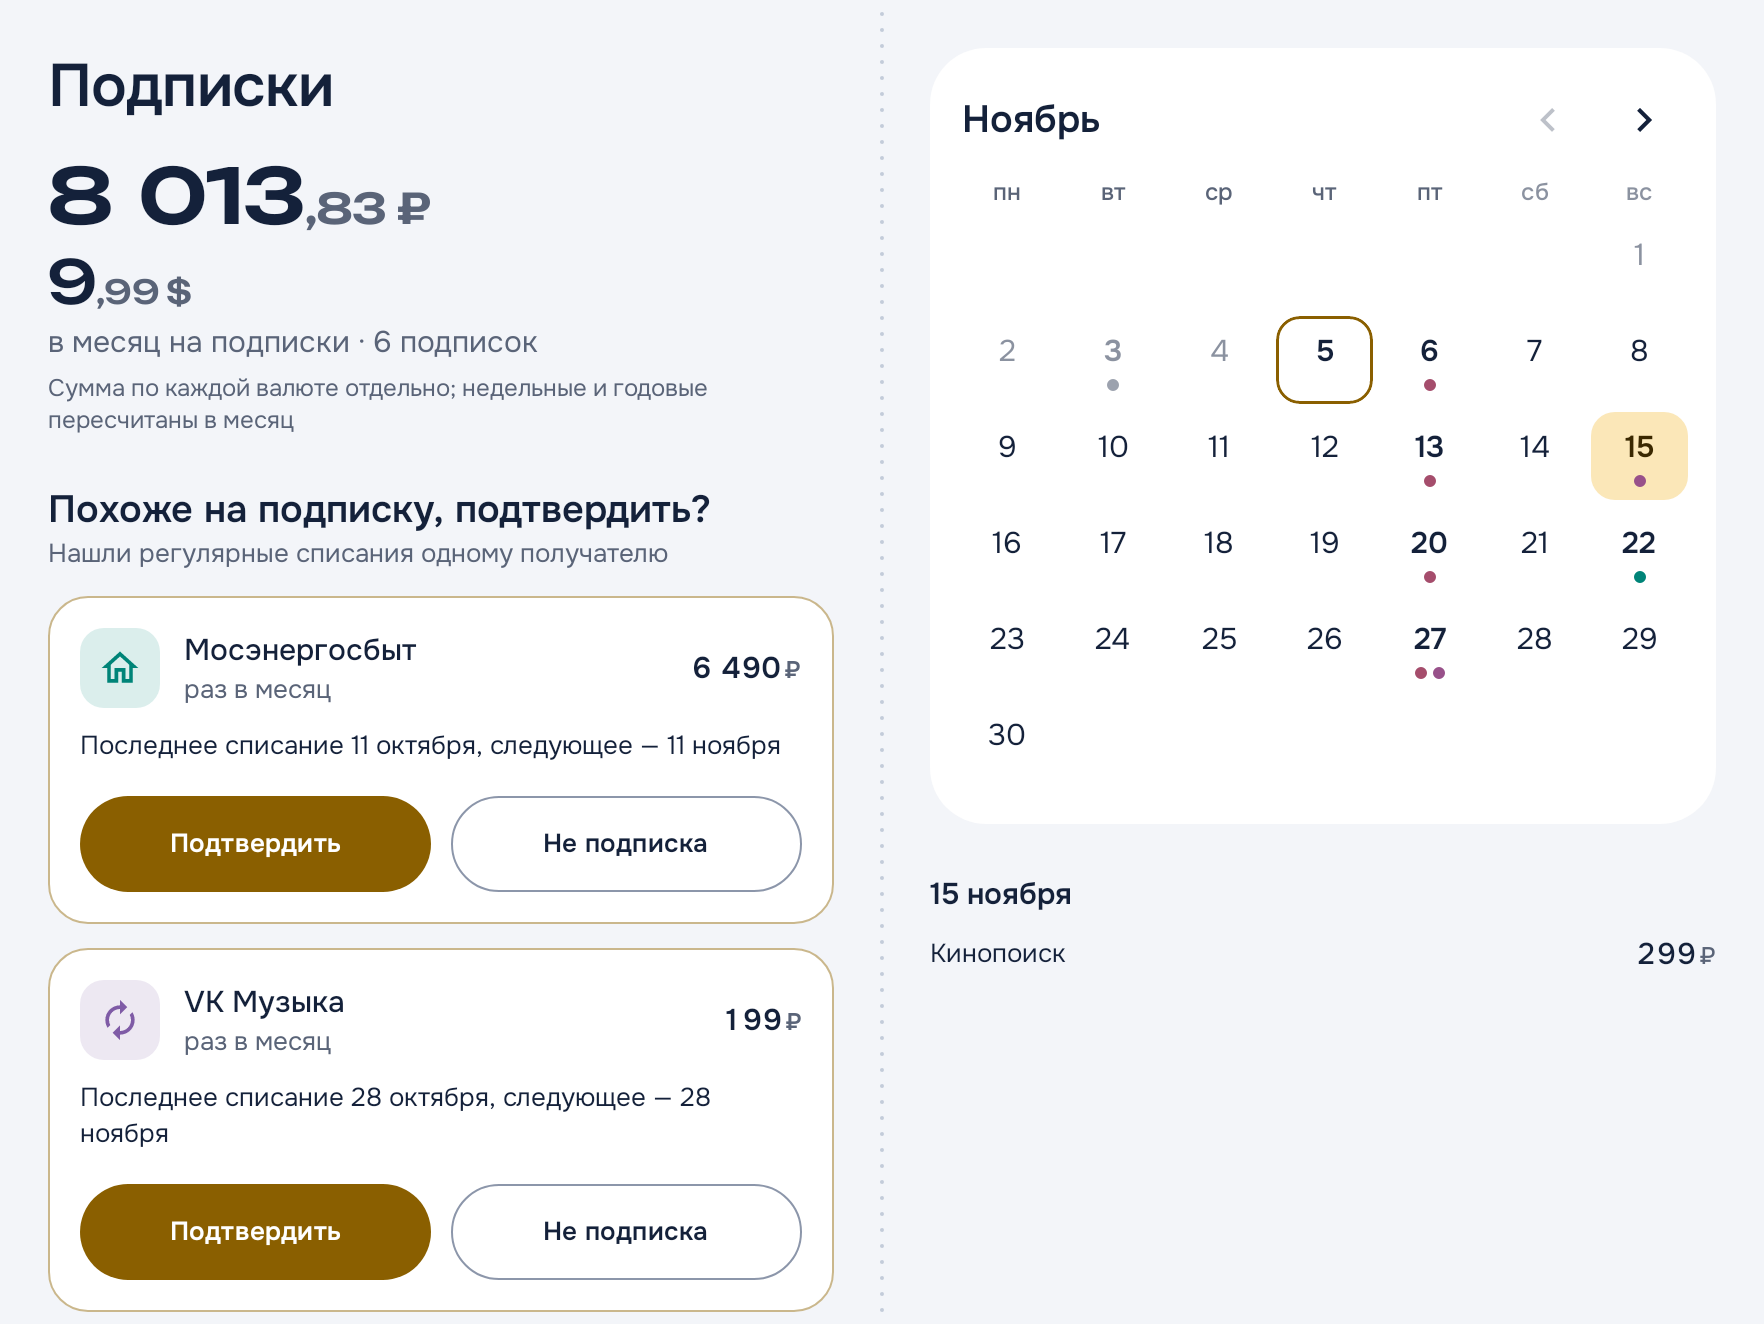 Подписки
8 013,83 ₽
9,99 $
в месяц на подписки · 6 подписок
Сумма по каждой валюте отдельно; недельные и годовые
пересчитаны в месяц
Похоже на подписку, подтвердить?
Нашли регулярные списания одному получателю
Мосэнергосбыт
раз в месяц
6 490 ₽
Последнее списание 11 октября, следующее — 11 ноября
Подтвердить
Не подписка
VK Музыка
раз в месяц
199 ₽
Последнее списание 28 октября, следующее — 28
ноября
Подтвердить
Не подписка
Ноябрь
пн вт ср чт пт сб вс
1
2 3 4 5 6 7 8
9 10 11 12 13 14 15
16 17 18 19 20 21 22
23 24 25 26 27 28 29
30
15 ноября
Кинопоиск
299 ₽